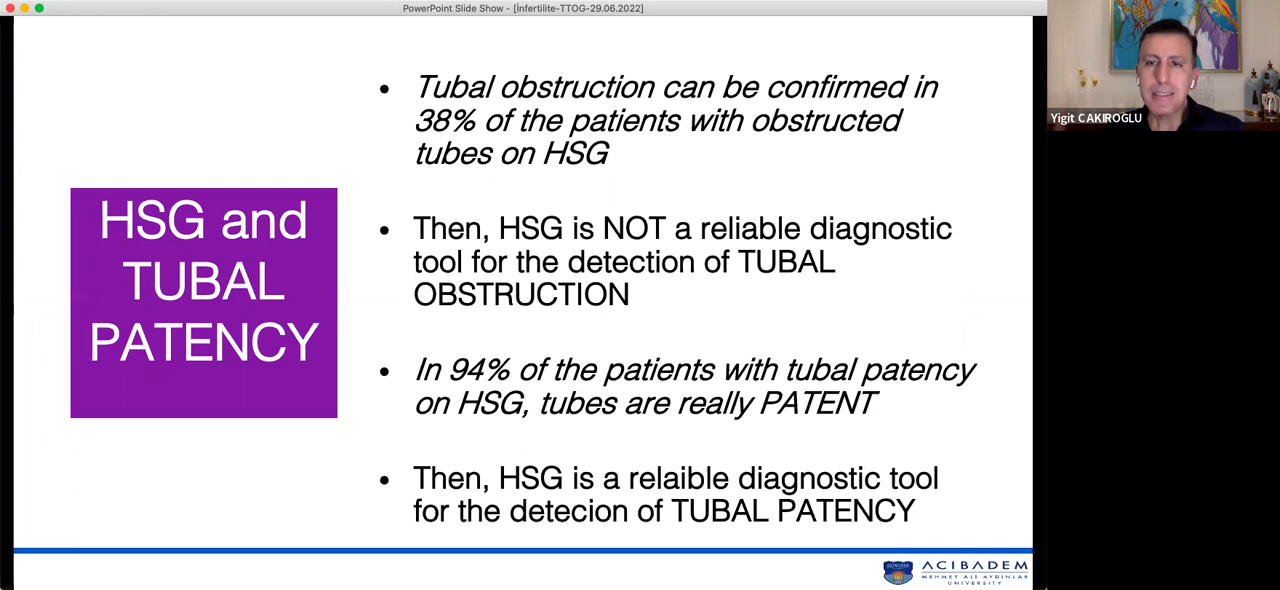 PowerPoint Slide Show - [İnfertilite-TTOG-29.06.2022]
HSG and
TUBAL
PATENCY
• Tubal obstruction can be confirmed in
38% of the patients with obstructed
tubes on HSG
• Then, HSG is NOT a reliable diagnostic
tool for the detection of TUBAL
OBSTRUCTION
• In 94% of the patients with tubal patency
on HSG, tubes are really PATENT
• Then, HSG is a relaible diagnostic tool
for the detecion of TUBAL PATENCY
Yigit CAKIROGLU
ACIBADEM
MEHMET ALİ AYDINLAR
UNIVERSITY